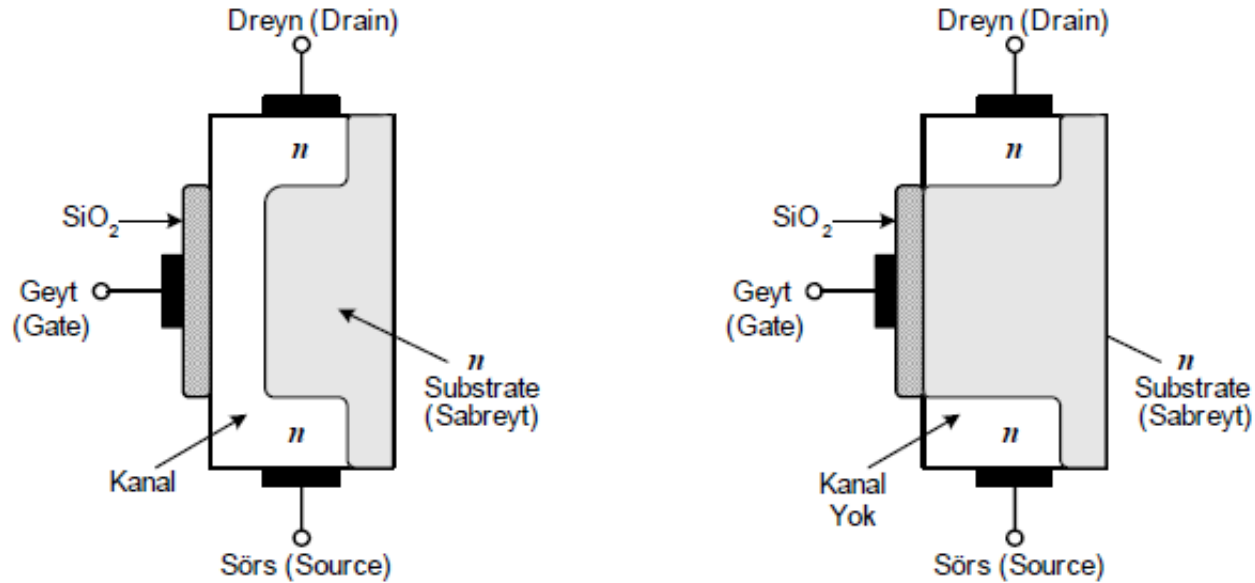 Dreyn (Drain)
n
SiO₂
Geyt
(Gate)
n
Substrate
(Sabreyt)
n
Kanal
Sörs (Source)
Dreyn (Drain)
n
SiO₂
Geyt
(Gate)
n
Substrate
(Sabreyt)
n
Kanal
Yok
Sörs (Source)